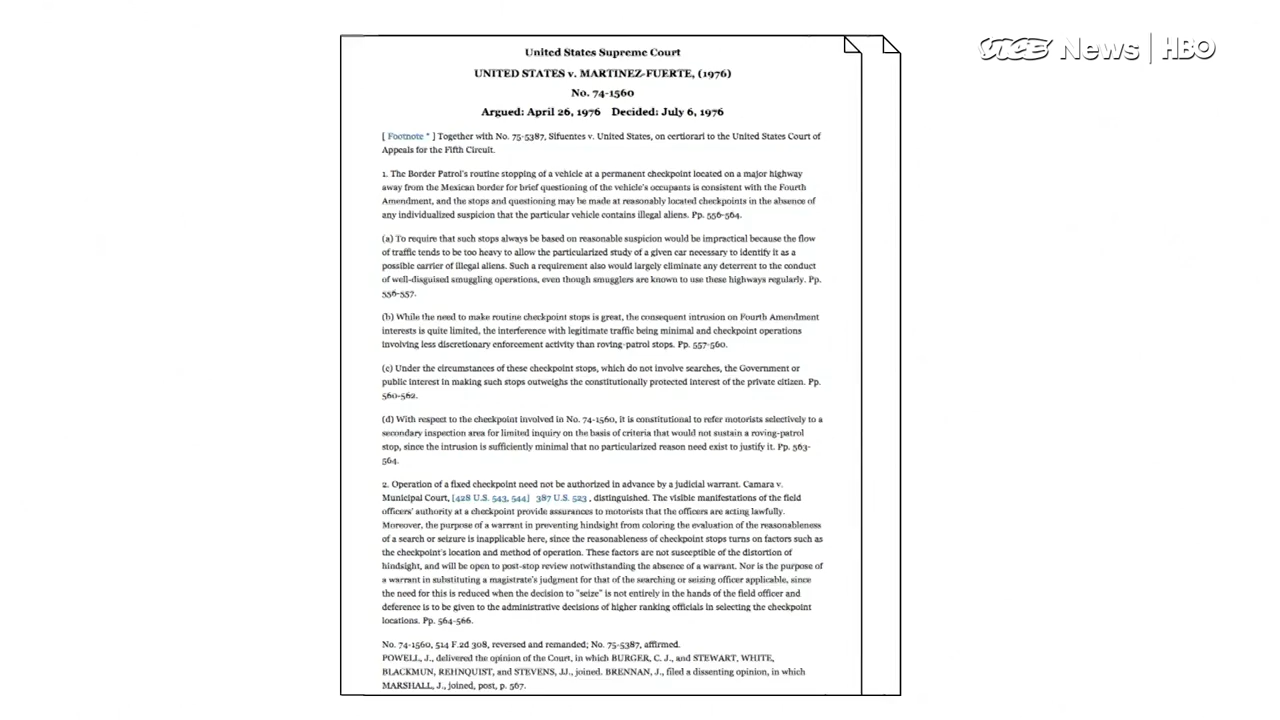 VICE News | HBO
United States Supreme Court
UNITED STATES v. MARTINEZ-FUERTE, (1976)
No. 74-1560
Argued: April 26, 1976 Decided: July 6, 1976
[ Footnote * ] Together with No. 75-5387, Sifuentes v. United States, on certiorari to the United States Court of
Appeals for the Fifth Circuit.
1. The Border Patrol's routine stopping of a vehicle at a permanent checkpoint located on a major highway
away from the Mexican border for brief questioning of the vehicle's occupants is consistent with the Fourth
Amendment, and the stops and questioning may be made at reasonably located checkpoints in the absence of
any individualized suspicion that the particular vehicle contains illegal aliens. Pp. 556-564.
(a) To require that such stops always be based on reasonable suspicion would be impractical because the flow
of traffic tends to be too heavy to allow the particularized study of a given car necessary to identify it as a
possible carrier of illegal aliens. Such a requirement also would largely eliminate any deterrent to the conduct
of well-disguised smuggling operations, even though smugglers are known to use these highways regularly. Pp.
556-557.
(b) While the need to make routine checkpoint stops is great, the consequent intrusion on Fourth Amendment
interests is quite limited, the interference with legitimate traffic being minimal and checkpoint operations
involving less discretionary enforcement activity than roving-patrol stops. Pp. 557-560.
(c) Under the circumstances of these checkpoint stops, which do not involve searches, the Government or
public interest in making such stops outweighs the constitutionally protected interest of the private citizen. Pp.
560-562.
(d) With respect to the checkpoint involved in No. 74-1560, it is constitutional to refer motorists selectively to a
secondary inspection area for limited inquiry on the basis of criteria that would not sustain a roving-patrol
stop, since the intrusion is sufficiently minimal that no particularized reason need exist to justify it. Pp. 563-
564.
2. Operation of a fixed checkpoint need not be authorized in advance by a judicial warrant. Camara v.
Municipal Court, [428 U.S. 543, 544] 387 U.S. 523 , distinguished. The visible manifestations of the field
officers' authority at a checkpoint provide assurances to motorists that the officers are acting lawfully.
Moreover, the purpose of a warrant in preventing hindsight from coloring the evaluation of the reasonableness
of a search or seizure is inapplicable here, since the reasonableness of checkpoint stops turns on factors such as
the checkpoint's location and method of operation. These factors are not susceptible of the distortion of
hindsight, and will be open to post-stop review notwithstanding the absence of a warrant. Nor is the purpose of
a warrant in substituting a magistrate's judgment for that of the searching or seizing officer applicable, since
the need for this is reduced when the decision to "seize" is not entirely in the hands of the field officer and
deference is to be given to the administrative decisions of higher ranking officials in selecting the checkpoint
locations. Pp. 564-566.
No. 74-1560, 514 F.2d 308, reversed and remanded; No. 75-5387, affirmed.
POWELL, J., delivered the opinion of the Court, in which BURGER, C. J., and STEWART, WHITE,
BLACKMUN, REHNQUIST, and STEVENS, JJ., joined. BRENNAN, J., filed a dissenting opinion, in which
MARSHALL, J., joined, post, p. 567.